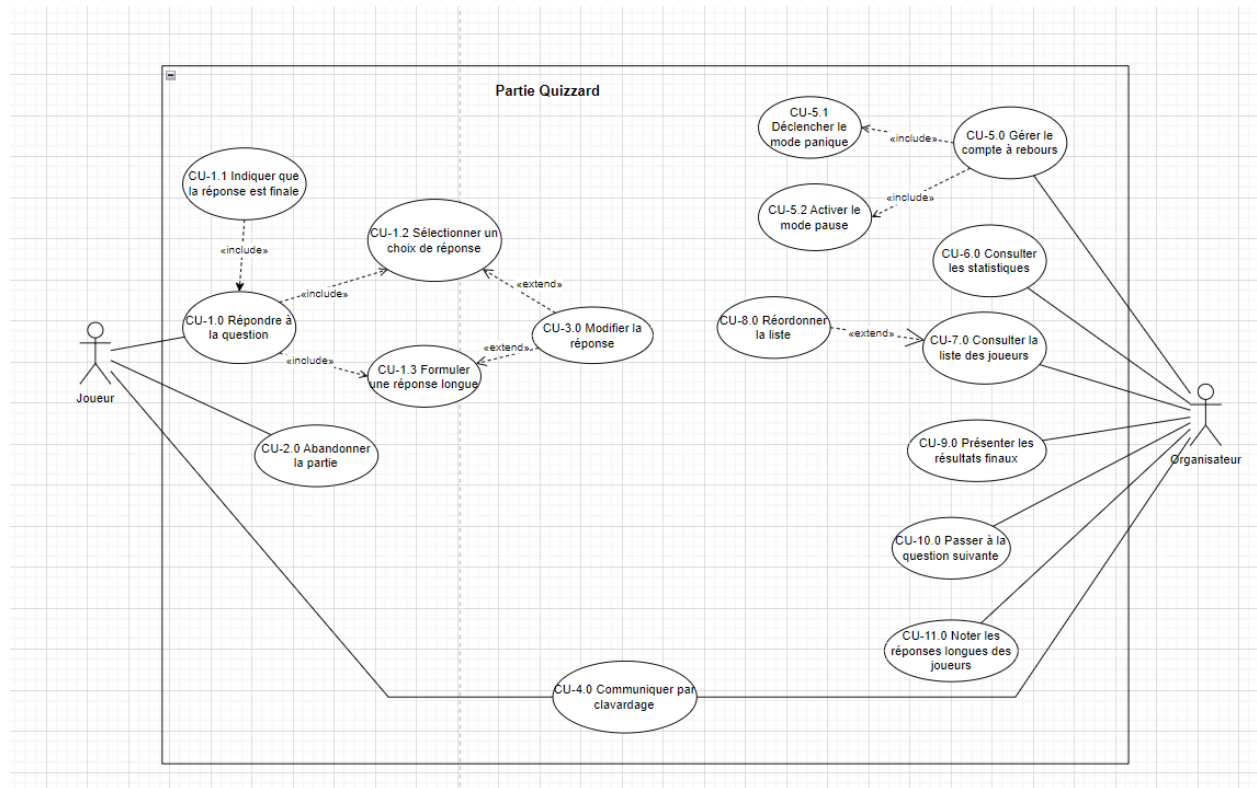 Partie Quizzard
CU-5.1
Déclencher le
mode panique
«include»
CU-5.0 Gérer le
compte à rebours
CU-1.1 Indiquer que
la réponse est finale
«include»
CU-5.2 Activer le
mode pause
«include»
CU-1.2 Sélectionner un
choix de réponse
CU-6.0 Consulter
les statistiques
«include»
«extend»
CU-1.0 Répondre à
la question
CU-3.0 Modifier la
réponse
CU-8.0 Réordonner
la liste
«extend»
CU-7.0 Consulter la
liste des joueurs
«include»
«extend»
CU-1.3 Formuler
une réponse longue
Joueur
CU-2.0 Abandonner
la partie
CU-9.0 Présenter les
résultats finaux
Organisateur
CU-10.0 Passer à la
question suivante
CU-11.0 Noter les
réponses longues des
joueurs
CU-4.0 Communiquer par
clavardage